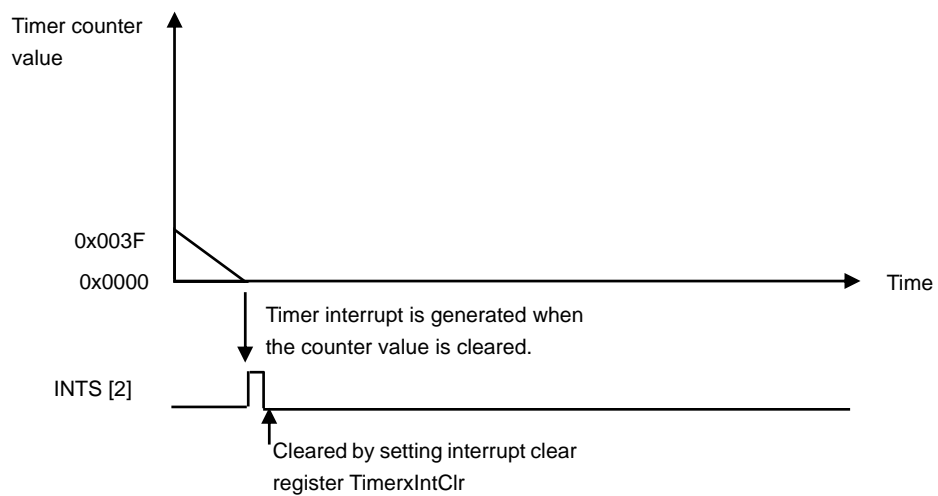 Timer counter
value
0x003F
0x0000
Time
Timer interrupt is generated when
the counter value is cleared.
INTS [2]
Cleared by setting interrupt clear
register TimerxIntClr